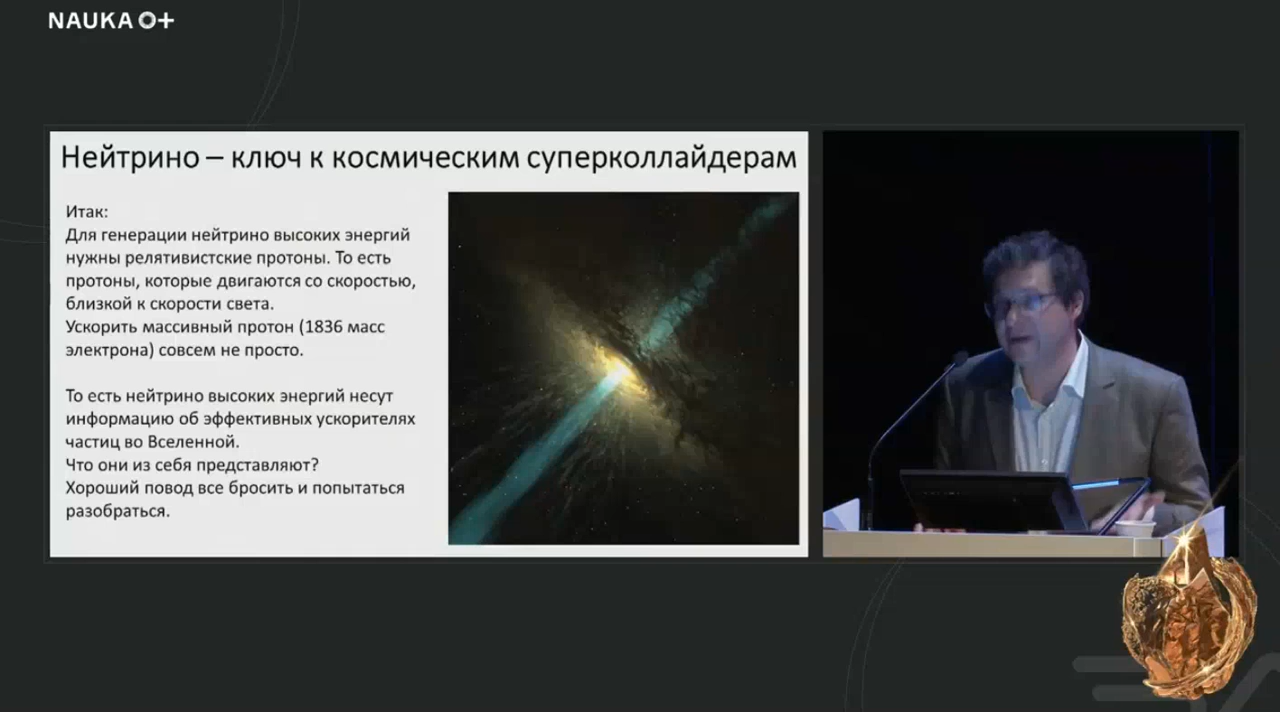 NAUKA 0+
Нейтрино – ключ к космическим суперколлайдерам
Итак:
Для генерации нейтрино высоких энергий
нужны релятивистские протоны. То есть
протоны, которые двигаются со скоростью,
близкой к скорости света.
Ускорить массивный протон (1836 масс
электрона) совсем не просто.
То есть нейтрино высоких энергий несут
информацию об эффективных ускорителях
частиц во Вселенной.
Что они из себя представляют?
Хороший повод все бросить и попытаться
разобраться.